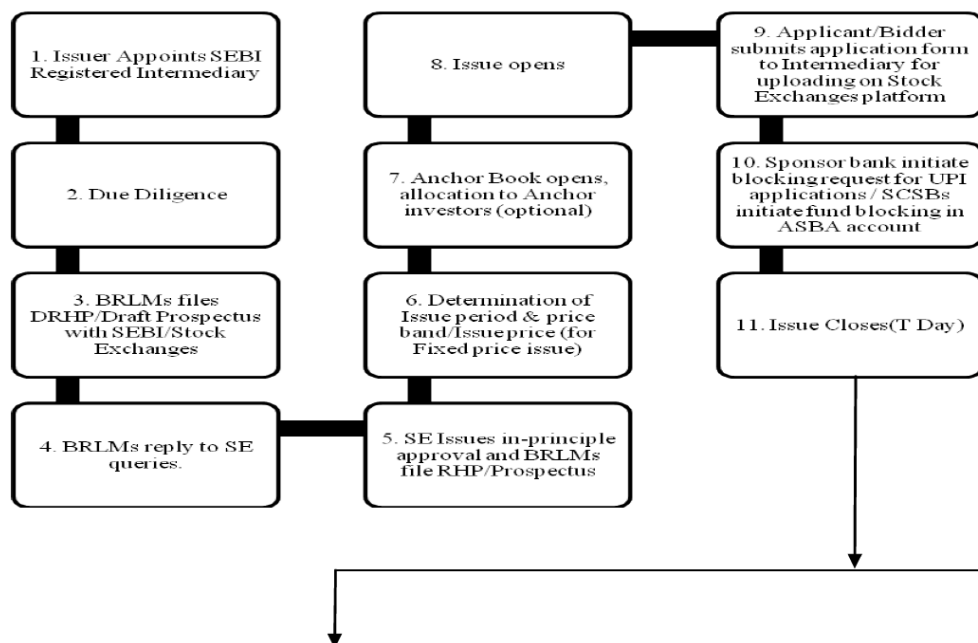 1. Issuer Appoints SEBI
Registered Intermediary
2. Due Diligence
3. BRLMs files
DRHP/Draft Prospectus
with SEBI/Stock
Exchanges
4. BRLMs reply to SE
queries.
5. SE Issues in-principle
approval and BRLMs
file RHP/Prospectus
6. Determination of
Issue period & price
band/Issue price (for
Fixed price issue)
7. Anchor Book opens,
allocation to Anchor
investors (optional)
8. Issue opens
9. Applicant/Bidder
submits application form
to Intermediary for
uploading on Stock
Exchanges platform
10. Sponsor bank initiate
blocking request for UPI
applications / SCSBs
initiate fund blocking in
ASBA account
11. Issue Closes(T Day)